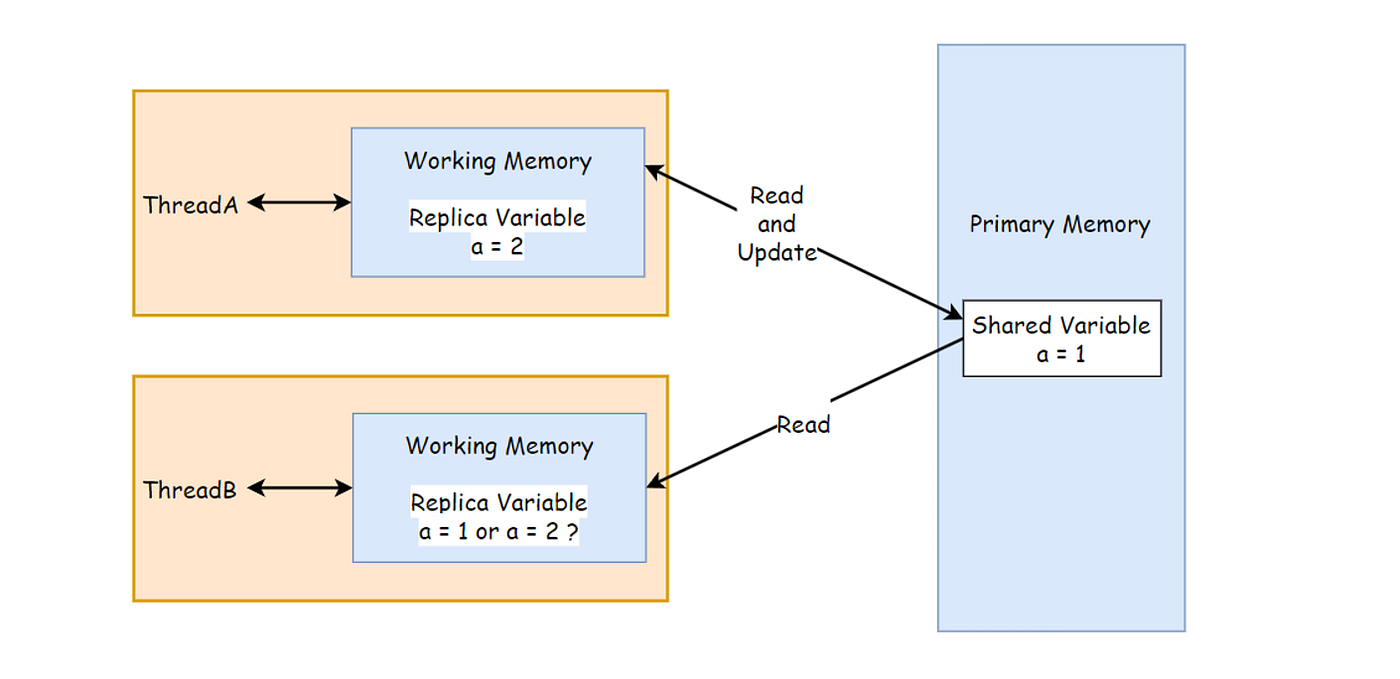 ThreadA
Working Memory
Replica Variable
a = 2
Read
and
Update
Primary Memory
Shared Variable
a = 1
ThreadB
Working Memory
Replica Variable
a = 1 or a = 2 ?
Read